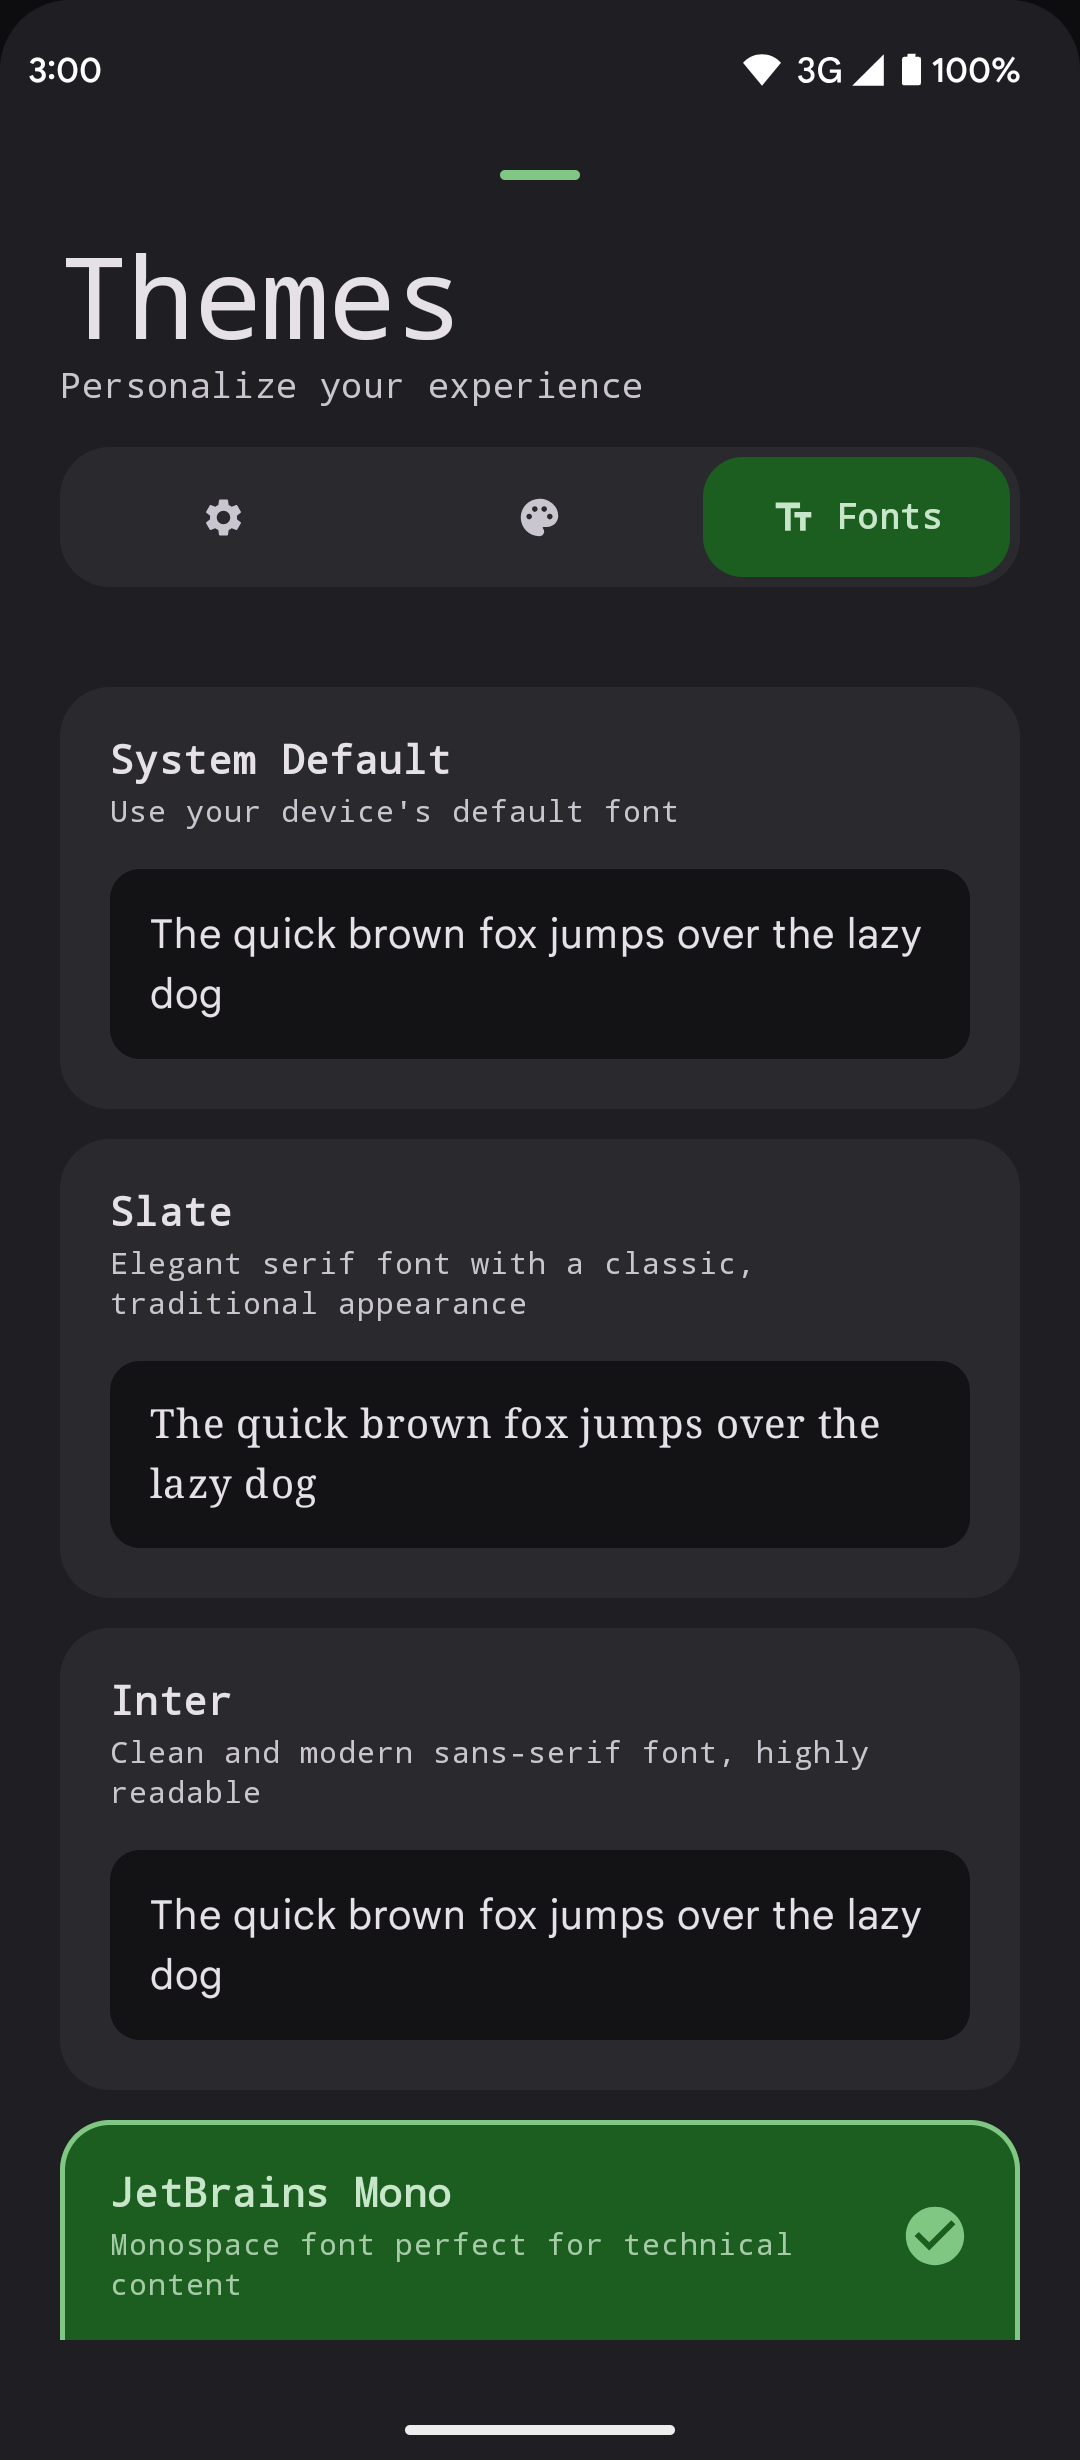 3:00 3G 100%
Themes
Personalize your experience
Fonts
System Default
Use your device's default font
The quick brown fox jumps over the lazy
dog
Slate
Elegant serif font with a classic,
traditional appearance
The quick brown fox jumps over the
lazy dog
Inter
Clean and modern sans-serif font, highly
readable
The quick brown fox jumps over the lazy
dog
JetBrains Mono
Monospace font perfect for technical
content